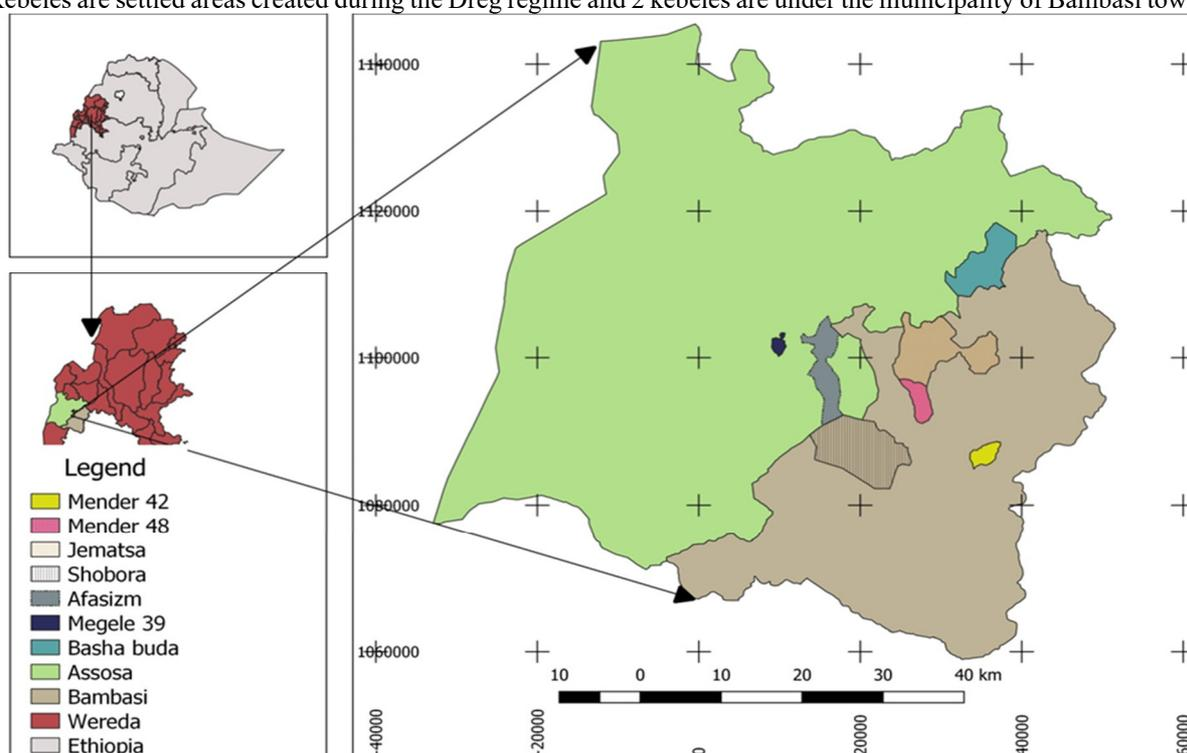 kebeles are settled areas created during the Dreg regime and 2 kebeles are under the municipality of Bambasi tow
1140000
1120000
1100000
1080000
1060000
Legend
Mender 42
Mender 48
Jematsa
Shobora
Afasizm
Megele 39
Basha buda
Assosa
Bambasi
Wereda
Ethiopia
10 0 10 20 30 40 km
-40000
-20000
0
20000
40000